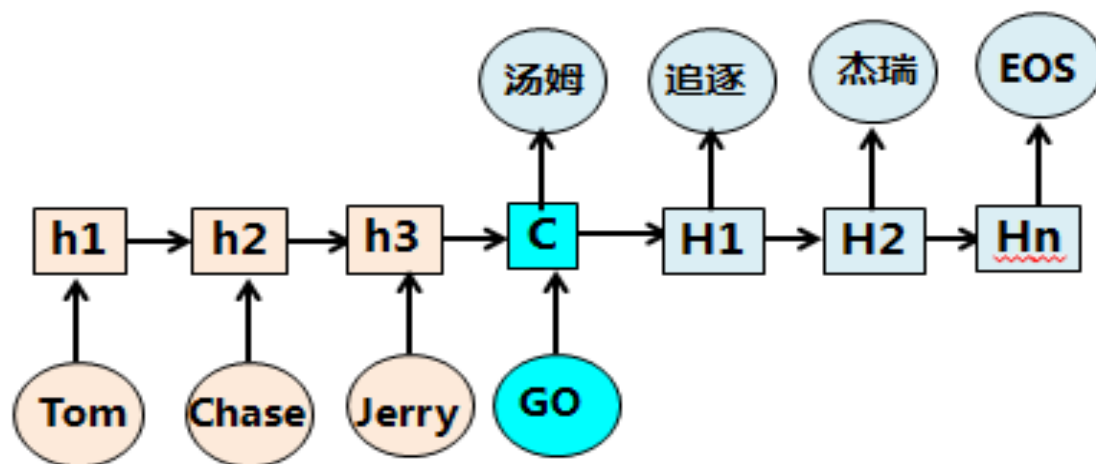 汤姆 追逐 杰瑞 EOS
h1 h2 h3 C H1 H2 Hn
Tom Chase Jerry GO